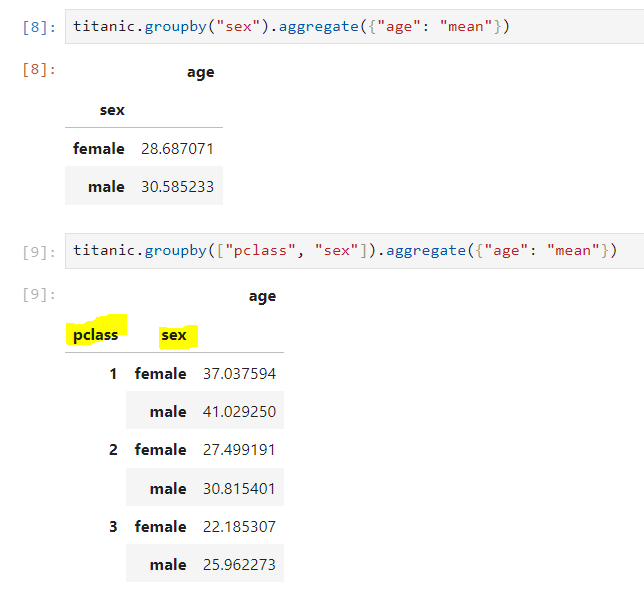 [8]: titanic.groupby("sex").aggregate({"age": "mean"})
[8]:
age
sex
female 28.687071
male 30.585233
[9]: titanic.groupby(["pclass", "sex"]).aggregate({"age": "mean"})
[9]:
age
pclass sex
1 female 37.037594
male 41.029250
2 female 27.499191
male 30.815401
3 female 22.185307
male 25.962273